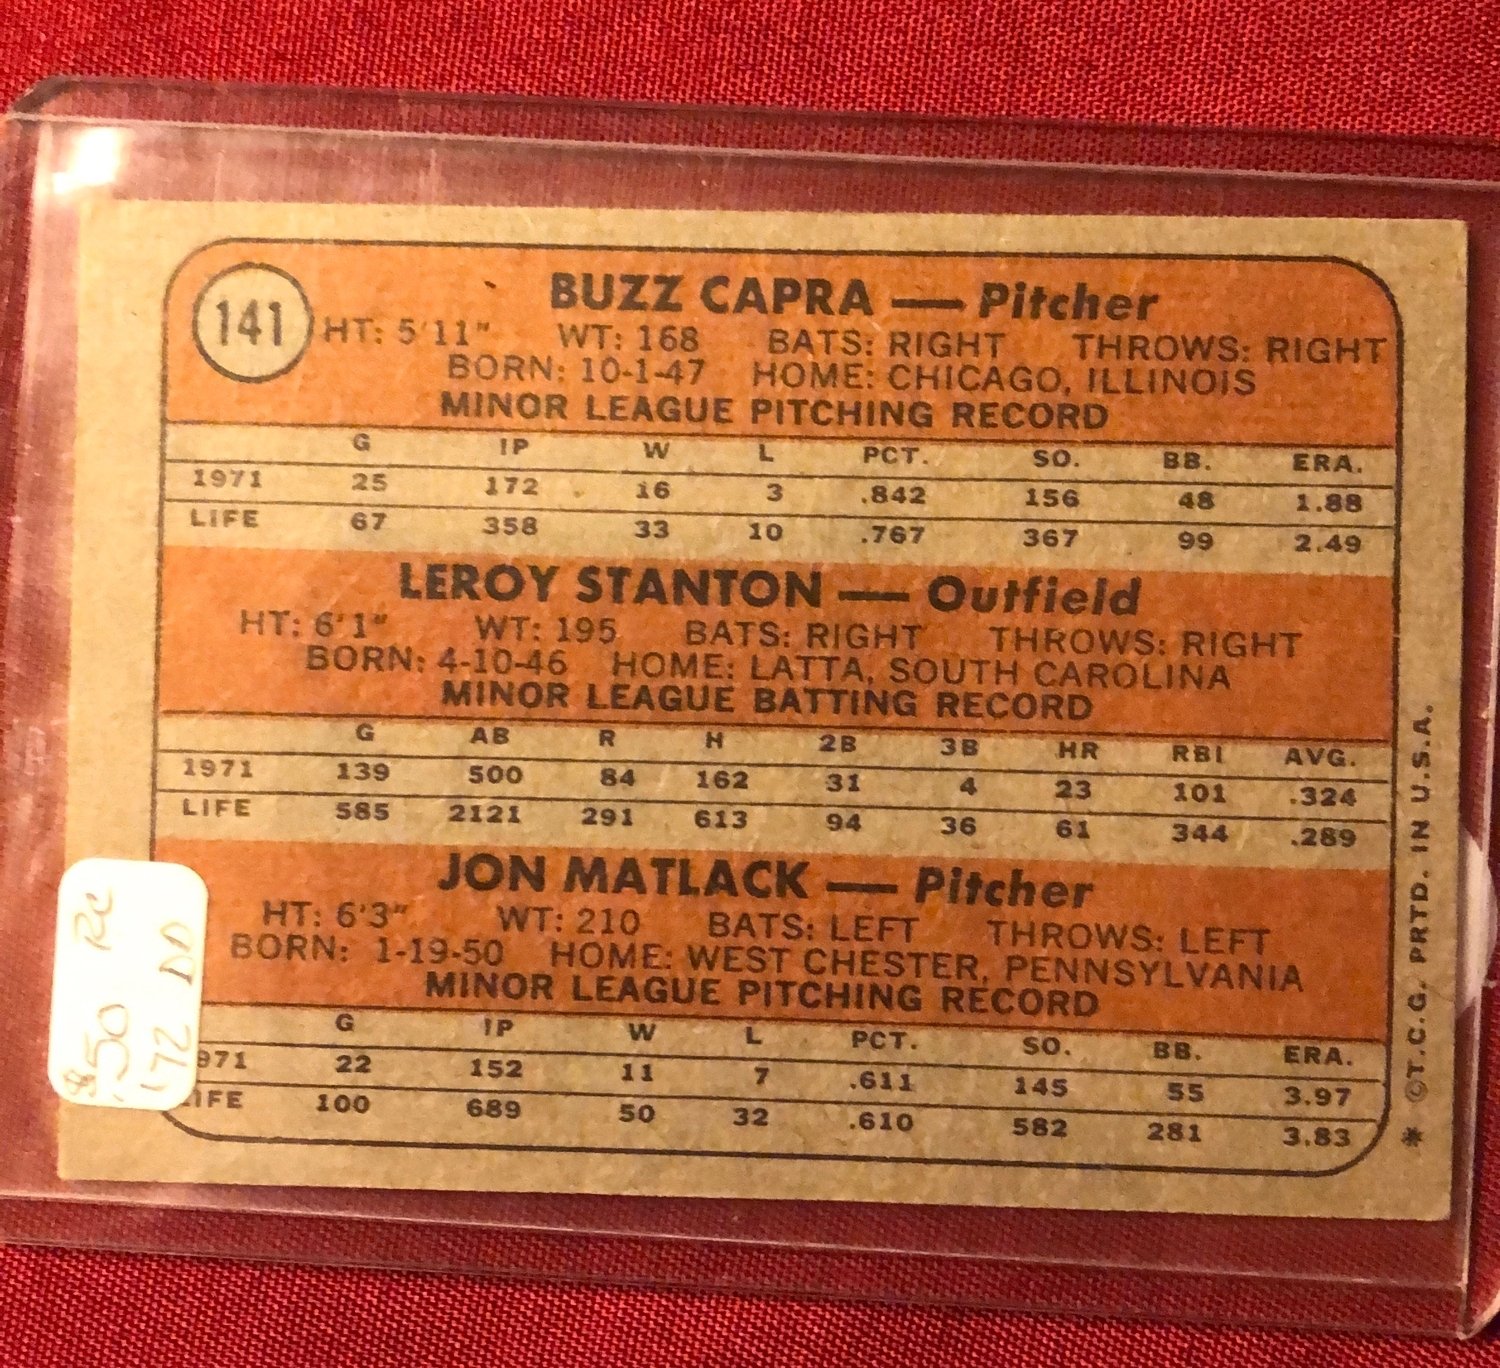 141
BUZZ CAPRA — Pitcher
HT: 5'11" WT: 168 BATS: RIGHT THROWS: RIGHT
BORN: 10-1-47 HOME: CHICAGO, ILLINOIS
MINOR LEAGUE PITCHING RECORD
G IP W L PCT. SO. BB. ERA.
1971 25 172 16 3 .842 156 48 1.88
LIFE 67 358 33 10 .767 367 99 2.49
LEROY STANTON — Outfield
HT: 6'1" WT: 195 BATS: RIGHT THROWS: RIGHT
BORN: 4-10-46 HOME: LATTA, SOUTH CAROLINA
MINOR LEAGUE BATTING RECORD
G AB R H 2B 3B HR RBI AVG.
1971 139 500 84 162 31 4 23 101 .324
LIFE 585 2121 291 613 94 36 61 344 .289
JON MATLACK — Pitcher
HT: 6'3" WT: 210 BATS: LEFT THROWS: LEFT
BORN: 1-19-50 HOME: WEST CHESTER, PENNSYLVANIA
MINOR LEAGUE PITCHING RECORD
G IP W L PCT. SO. BB. ERA.
971 22 152 11 7 .611 145 55 3.97
IFE 100 689 50 32 .610 582 281 3.83
* ©T.C.G. PRTD. IN U.S.A.
$50 RC
'72 DD